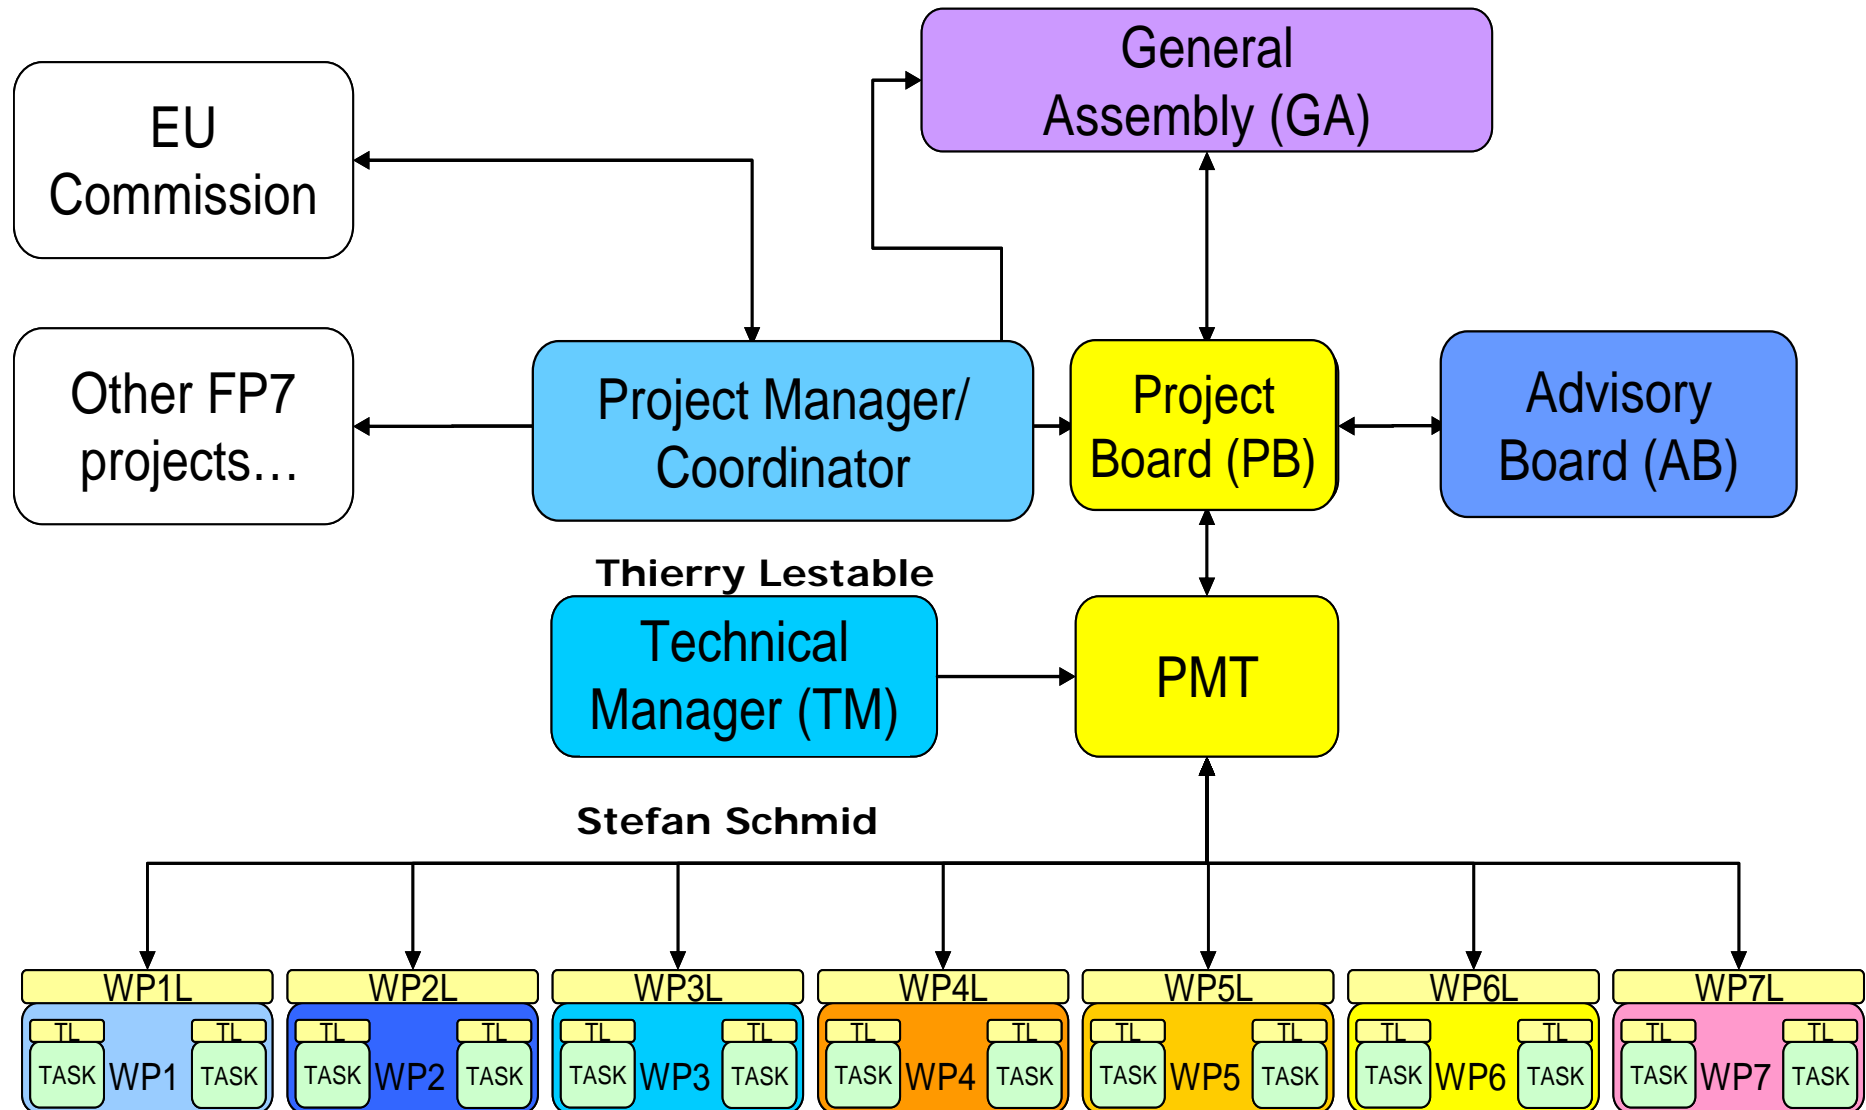 General
Assembly (GA)
EU
Commission
Other FP7
projects…
Project Manager/
Coordinator
Project
Board (PB)
Advisory
Board (AB)
Thierry Lestable
Technical
Manager (TM)
PMT
Stefan Schmid
WP1L
TL
TL
TASK
WP1
TASK
WP2L
TL
TL
TASK
WP2
TASK
WP3L
TL
TL
TASK
WP3
TASK
WP4L
TL
TL
TASK
WP4
TASK
WP5L
TL
TL
TASK
WP5
TASK
WP6L
TL
TL
TASK
WP6
TASK
WP7L
TL
TL
TASK
WP7
TASK